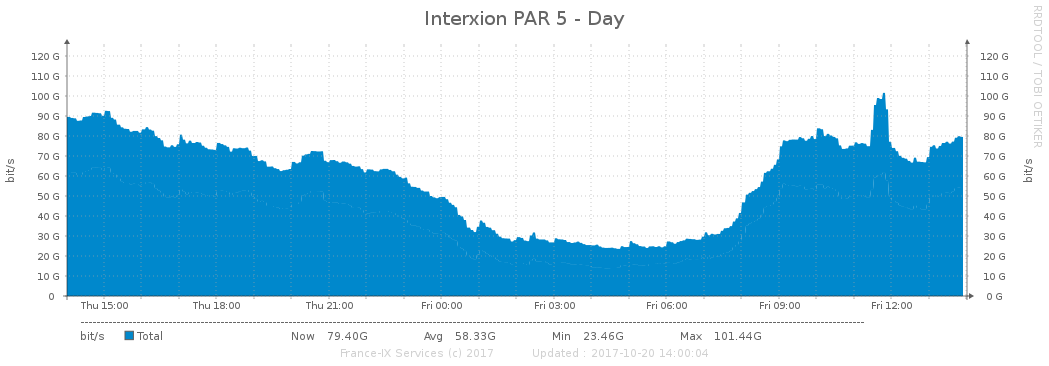 Interxion PAR 5 - Day
RRDTOOL / TOBI OETIKER
120 G 120 G
110 G 110 G
100 G 100 G
90 G 90 G
80 G 80 G
70 G 70 G
60 G 60 G
50 G 50 G
40 G 40 G
30 G 30 G
20 G 20 G
10 G 10 G
0 0 G
bit/s bit/s
Thu 15:00 Thu 18:00 Thu 21:00 Fri 00:00 Fri 03:00 Fri 06:00 Fri 09:00 Fri 12:00
bit/s Total Now 79.40G Avg 58.33G Min 23.46G Max 101.44G
France-IX Services (c) 2017 Updated : 2017-10-20 14:00:04